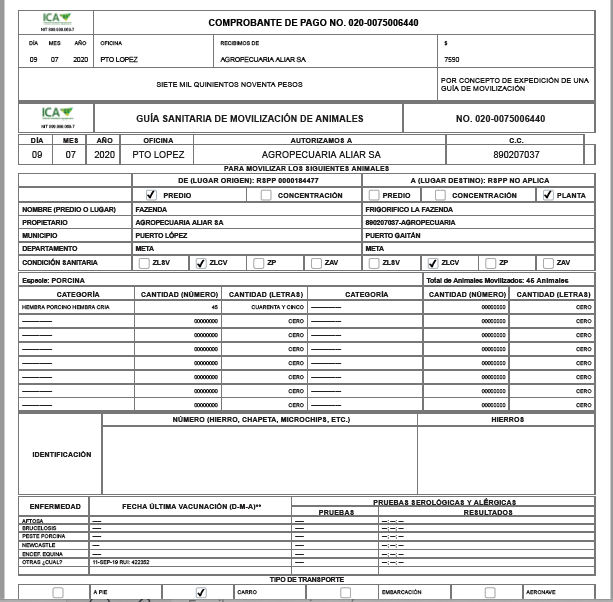 ICA
NIT 899.999.069-7
COMPROBANTE DE PAGO NO. 020-0075006440
DÍA MES AÑO OFICINA RECIBIMOS DE $
09 07 2020 PTO LOPEZ AGROPECUARIA ALIAR SA 7590
SIETE MIL QUINIENTOS NOVENTA PESOS
POR CONCEPTO DE EXPEDICIÓN DE UNA
GUÍA DE MOVILIZACIÓN
ICA
NIT 899.999.069-7
GUÍA SANITARIA DE MOVILIZACIÓN DE ANIMALES NO. 020-0075006440
DÍA MES AÑO OFICINA AUTORIZAMOS A C.C.
09 07 2020 PTO LOPEZ AGROPECUARIA ALIAR SA 890207037
PARA MOVILIZAR LOS SIGUIENTES ANIMALES
DE (LUGAR ORIGEN): RSPP 0000184477 A (LUGAR DESTINO): RSPP NO APLICA
PREDIO CONCENTRACIÓN PREDIO CONCENTRACIÓN PLANTA
NOMBRE (PREDIO O LUGAR) FAZENDA FRIGORIFICO LA FAZENDA
PROPIETARIO AGROPECUARIA ALIAR SA 890207037-AGROPECUARIA
MUNICIPIO PUERTO LÓPEZ PUERTO GAITÁN
DEPARTAMENTO META META
CONDICIÓN SANITARIA ZLSV ZLCV ZP ZAV ZLSV ZLCV ZP ZAV
Especie: PORCINA Total de Animales Movilizados: 45 Animales
CATEGORÍA CANTIDAD (NÚMERO) CANTIDAD (LETRAS) CATEGORÍA CANTIDAD (NÚMERO) CANTIDAD (LETRAS)
HEMBRA PORCINO HEMBRA CRIA 45 CUARENTA Y CINCO ---------- 00000000 CERO
---------- 00000000 CERO ---------- 00000000 CERO
---------- 00000000 CERO ---------- 00000000 CERO
---------- 00000000 CERO ---------- 00000000 CERO
---------- 00000000 CERO ---------- 00000000 CERO
---------- 00000000 CERO ---------- 00000000 CERO
---------- 00000000 CERO ---------- 00000000 CERO
---------- 00000000 CERO ---------- 00000000 CERO
NÚMERO (HIERRO, CHAPETA, MICROCHIPS, ETC.) HIERROS
IDENTIFICACIÓN
ENFERMEDAD FECHA ÚLTIMA VACUNACIÓN (D-M-A)** PRUEBAS SEROLÓGICAS Y ALÉRGICAS
PRUEBAS RESULTADOS
AFTOSA --- --- --:--:--
BRUCELOSIS --- --- --:--:--
PESTE PORCINA --- --- --:--:--
NEWCASTLE --- --- --:--:--
ENCEF. EQUINA --- --- --:--:--
OTRAS ¿CUAL? 11-SEP-19 RUI: 422352 --- --:--:--
TIPO DE TRANSPORTE
A PIE CARRO EMBARCACIÓN AERONAVE